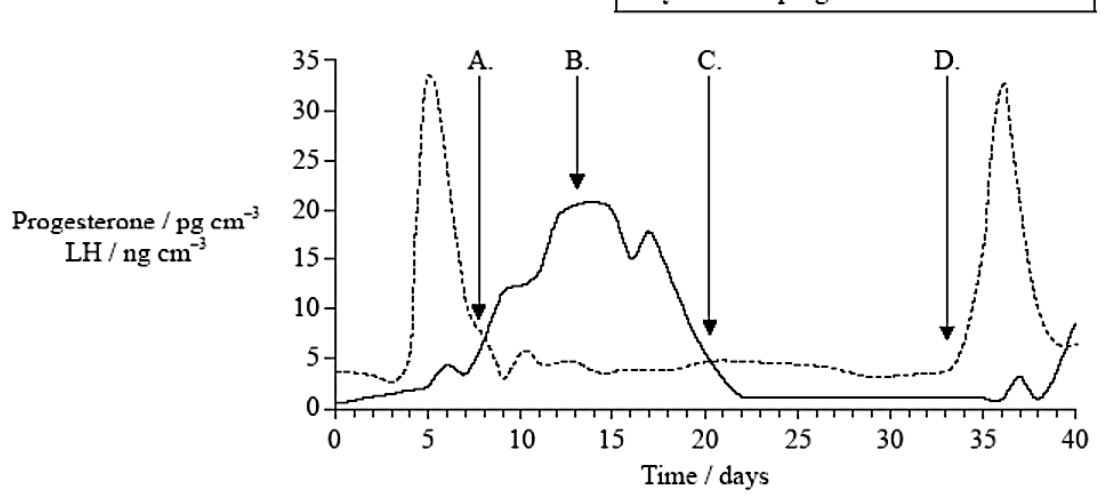 35
A.
B.
C.
D.
30
25
20
15
10
5
0
Progesterone / pg cm⁻³
LH / ng cm⁻³
0 5 10 15 20 25 30 35 40
Time / days